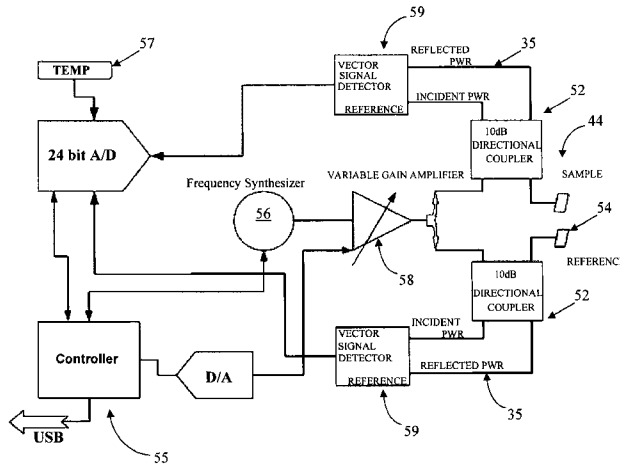 59
57
35
REFLECTED
PWR
TEMP
VECTOR
SIGNAL
DETECTOR
INCIDENT PWR
REFERENCE
52
44
10dB
DIRECTIONAL
COUPLER
24 bit A/D
VARIABLE GAIN AMPLIFIER
SAMPLE
Frequency Synthesizer
56
54
58
REFERENC
10dB
DIRECTIONAL
COUPLER
52
INCIDENT
PWR
VECTOR
SIGNAL
DETECTOR
Controller
D/A
REFLECTED PWR
REFERENCE
35
59
USB
55